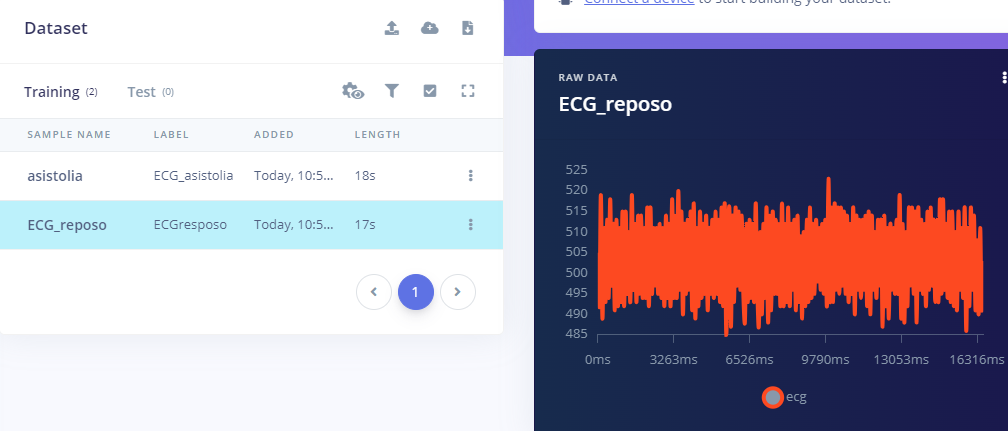 Connect a device to start building your dataset.
Dataset
Training (2) Test (0)
SAMPLE NAME LABEL ADDED LENGTH
asistolia ECG_asistolia Today, 10:5... 18s
ECG_reposo ECGresposo Today, 10:5... 17s
1
RAW DATA
ECG_reposo
525
520
515
510
505
500
495
490
485
0ms 3263ms 6526ms 9790ms 13053ms 16316ms
ecg